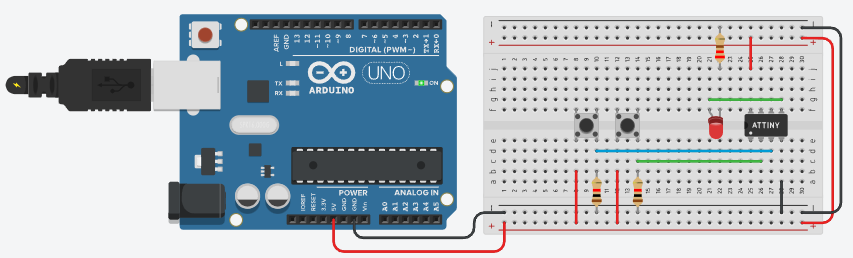 AREF
GND
13
12
~11
~10
~9
8
7
~6
~5
4
~3
2
TX→1
RX←0
DIGITAL (PWM~)
L
TX
RX
UNO
ARDUINO
ON
POWER
ANALOG IN
IOREF
RESET
3.3V
5V
GND
GND
Vin
A0
A1
A2
A3
A4
A5
ATTINY